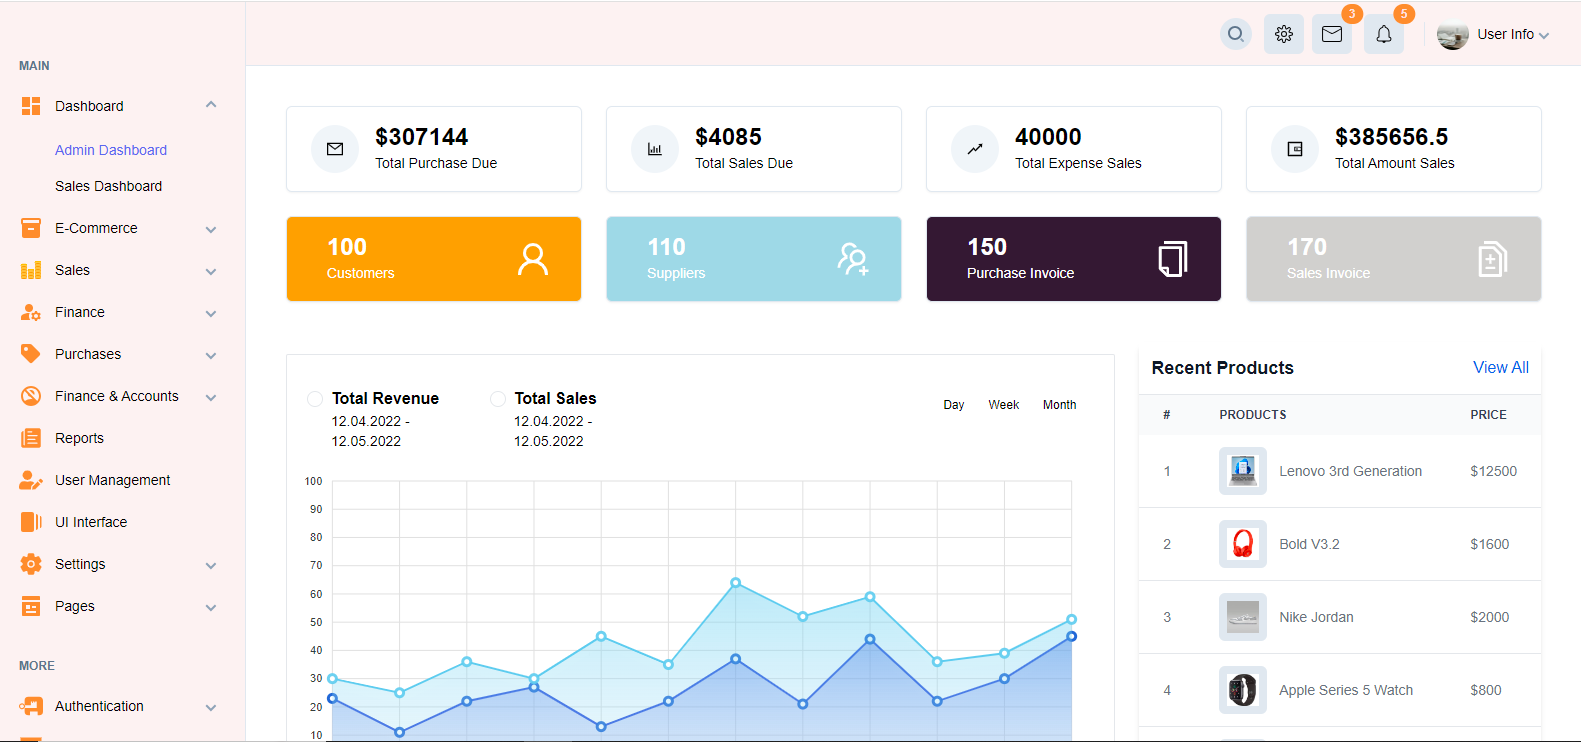 3
5
User Info
MAIN
Dashboard
Admin Dashboard
Sales Dashboard
E-Commerce
Sales
Finance
Purchases
Finance & Accounts
Reports
User Management
UI Interface
Settings
Pages
MORE
Authentication
$307144
Total Purchase Due
$4085
Total Sales Due
40000
Total Expense Sales
$385656.5
Total Amount Sales
100
Customers
110
Suppliers
150
Purchase Invoice
170
Sales Invoice
Total Revenue
12.04.2022 -
12.05.2022
Total Sales
12.04.2022 -
12.05.2022
Day Week Month
100
90
80
70
60
50
40
30
20
10
Recent Products View All
# PRODUCTS PRICE
1 Lenovo 3rd Generation $12500
2 Bold V3.2 $1600
3 Nike Jordan $2000
4 Apple Series 5 Watch $800